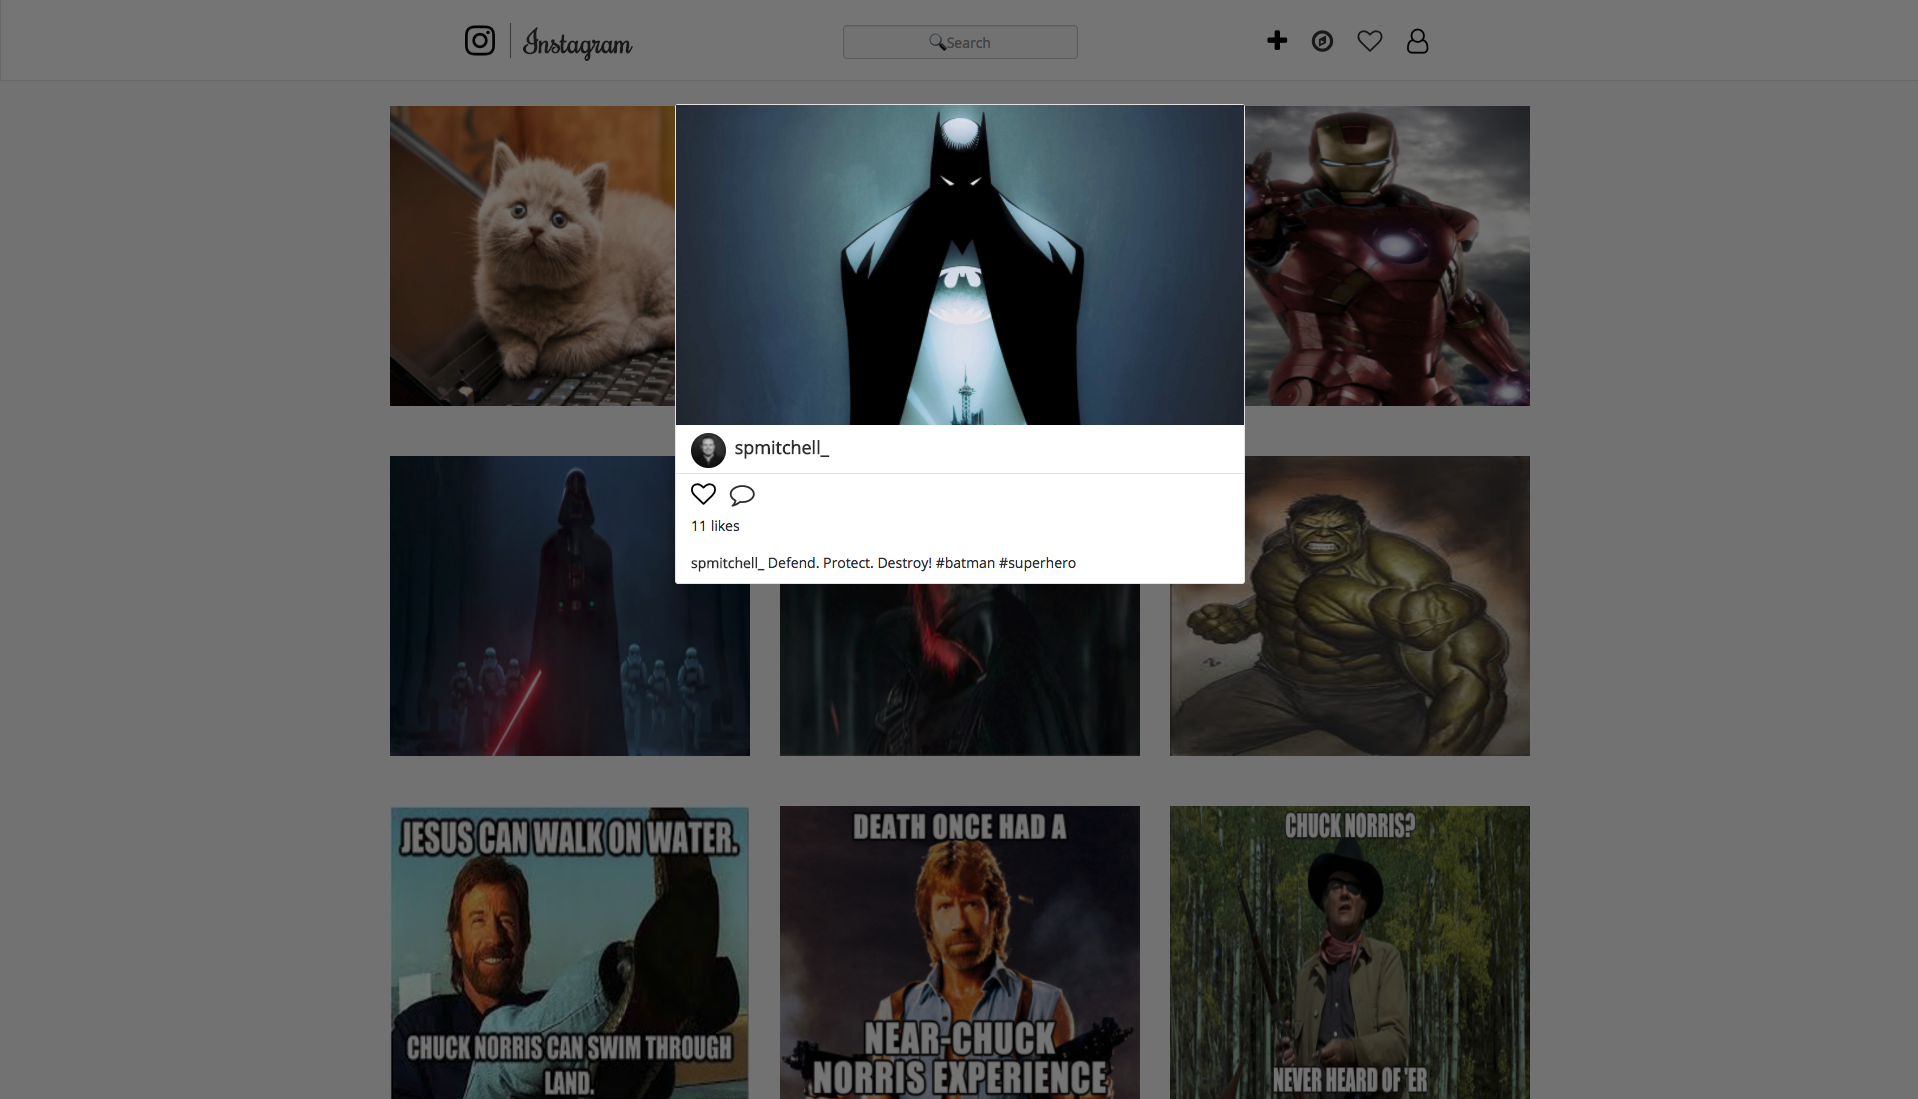 Instagram
Search
spmitchell_
11 likes
spmitchell_ Defend. Protect. Destroy! #batman #superhero
JESUS CAN WALK ON WATER.
CHUCK NORRIS CAN SWIM THROUGH
LAND.
DEATH ONCE HAD A
NEAR-CHUCK
NORRIS EXPERIENCE
CHUCK NORRIS?
NEVER HEARD OF 'ER